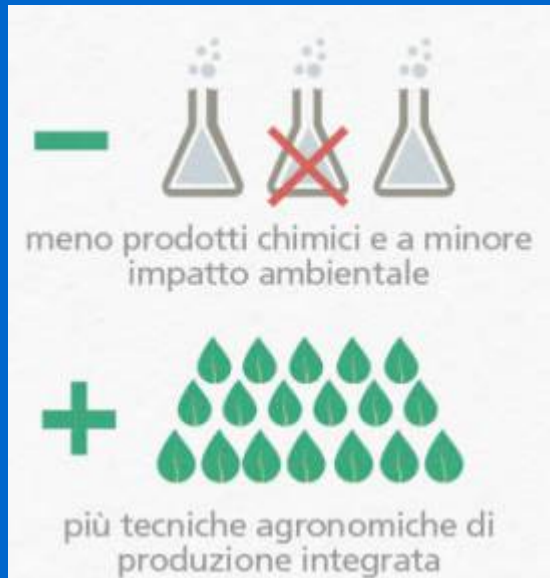 meno prodotti chimici e a minore
impatto ambientale
più tecniche agronomiche di
produzione integrata